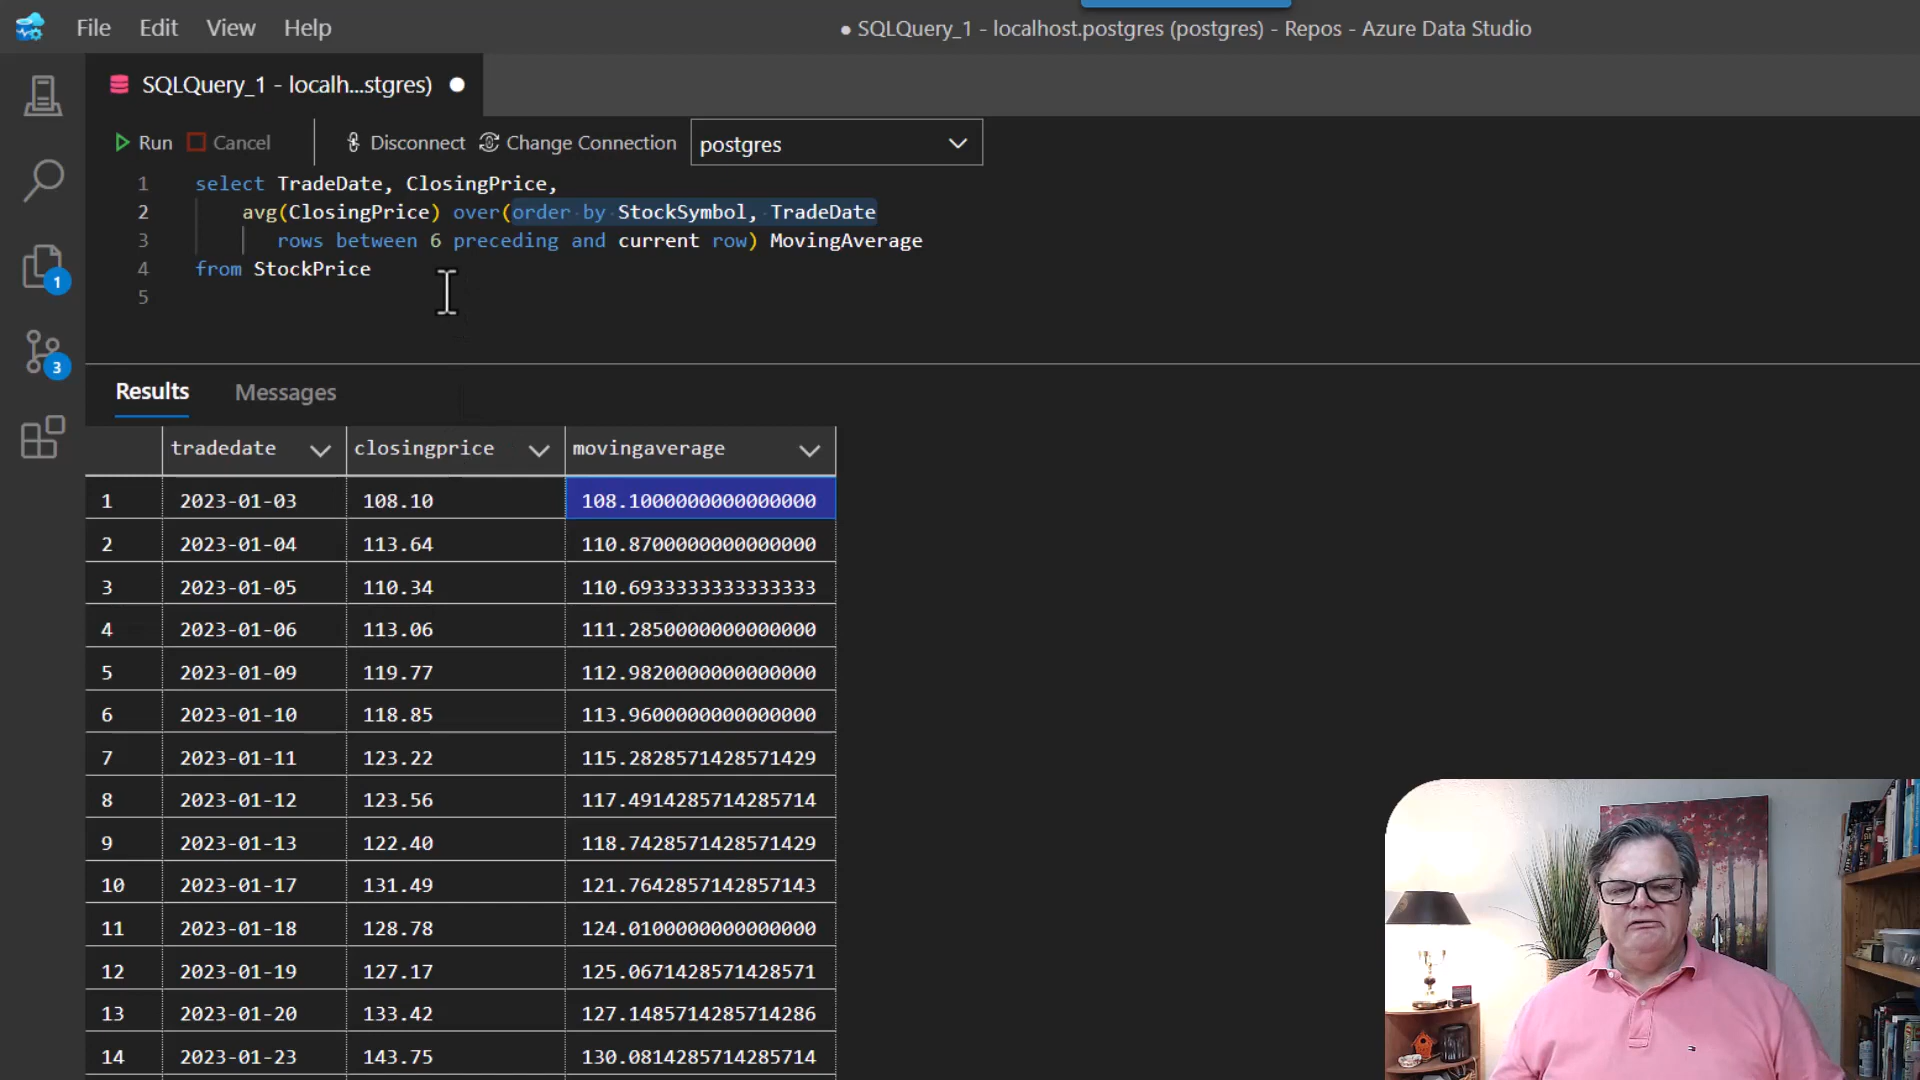 File Edit View Help
● SQLQuery_1 - localhost.postgres (postgres) - Repos - Azure Data Studio
SQLQuery_1 - localh...stgres) ●
Run Cancel Disconnect Change Connection postgres
1 select TradeDate, ClosingPrice,
2 avg(ClosingPrice) over(order by StockSymbol, TradeDate
3 rows between 6 preceding and current row) MovingAverage
4 from StockPrice
5
1
3
Results Messages
tradedate closingprice movingaverage
1 2023-01-03 108.10 108.1000000000000000
2 2023-01-04 113.64 110.8700000000000000
3 2023-01-05 110.34 110.6933333333333333
4 2023-01-06 113.06 111.2850000000000000
5 2023-01-09 119.77 112.9820000000000000
6 2023-01-10 118.85 113.9600000000000000
7 2023-01-11 123.22 115.2828571428571429
8 2023-01-12 123.56 117.4914285714285714
9 2023-01-13 122.40 118.7428571428571429
10 2023-01-17 131.49 121.7642857142857143
11 2023-01-18 128.78 124.0100000000000000
12 2023-01-19 127.17 125.0671428571428571
13 2023-01-20 133.42 127.1485714285714286
14 2023-01-23 143.75 130.0814285714285714